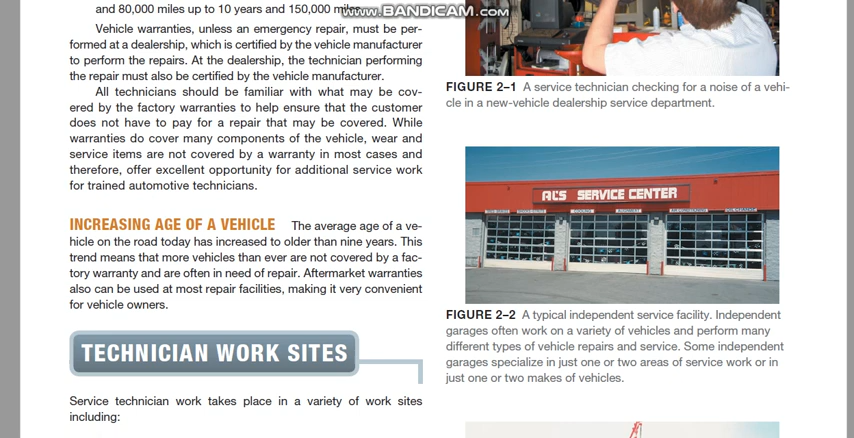 and 80,000 miles up to 10 years and 150,000 miles.
www.BANDICAM.com
Vehicle warranties, unless an emergency repair, must be per-
formed at a dealership, which is certified by the vehicle manufacturer
to perform the repairs. At the dealership, the technician performing
the repair must also be certified by the vehicle manufacturer.
All technicians should be familiar with what may be cov-
ered by the factory warranties to help ensure that the customer
does not have to pay for a repair that may be covered. While
warranties do cover many components of the vehicle, wear and
service items are not covered by a warranty in most cases and
therefore, offer excellent opportunity for additional service work
for trained automotive technicians.
INCREASING AGE OF A VEHICLE The average age of a ve-
hicle on the road today has increased to older than nine years. This
trend means that more vehicles than ever are not covered by a fac-
tory warranty and are often in need of repair. Aftermarket warranties
also can be used at most repair facilities, making it very convenient
for vehicle owners.
TECHNICIAN WORK SITES
Service technician work takes place in a variety of work sites
including:
FIGURE 2–1 A service technician checking for a noise of a vehi-
cle in a new-vehicle dealership service department.
AL'S SERVICE CENTER
COOLING
ALIGNMENT
AIR CONDITIONING
OIL CHANGE
FIGURE 2–2 A typical independent service facility. Independent
garages often work on a variety of vehicles and perform many
different types of vehicle repairs and service. Some independent
garages specialize in just one or two areas of service work or in
just one or two makes of vehicles.